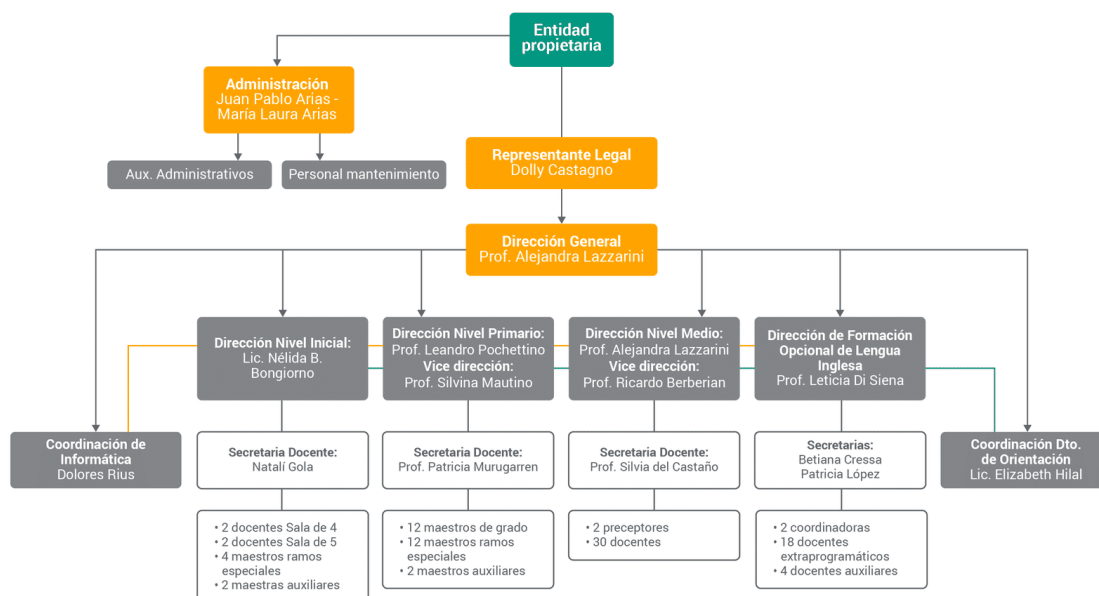 Entidad
propietaria
Administración
Juan Pablo Arias -
María Laura Arias
Aux. Administrativos
Personal mantenimiento
Representante Legal
Dolly Castagno
Dirección General
Prof. Alejandra Lazzarini
Dirección Nivel Inicial:
Lic. Nélida B.
Bongiorno
Dirección Nivel Primario:
Prof. Leandro Pochettino
Vice dirección:
Prof. Silvina Mautino
Dirección Nivel Medio:
Prof. Alejandra Lazzarini
Vice dirección:
Prof. Ricardo Berberian
Dirección de Formación
Opcional de Lengua
Inglesa
Prof. Leticia Di Siena
Coordinación de
Informática
Dolores Rius
Secretaria Docente:
Natalí Gola
Secretaria Docente:
Prof. Patricia Murugarren
Secretaria Docente:
Prof. Silvia del Castaño
Secretarias:
Betiana Cressa
Patricia López
Coordinación Dto.
de Orientación
Lic. Elizabeth Hilal
• 2 docentes Sala de 4
• 2 docentes Sala de 5
• 4 maestros ramos
especiales
• 2 maestras auxiliares
• 12 maestros de grado
• 12 maestros ramos
especiales
• 2 maestros auxiliares
• 2 preceptores
• 30 docentes
• 2 coordinadoras
• 18 docentes
extraprogramáticos
• 4 docentes auxiliares